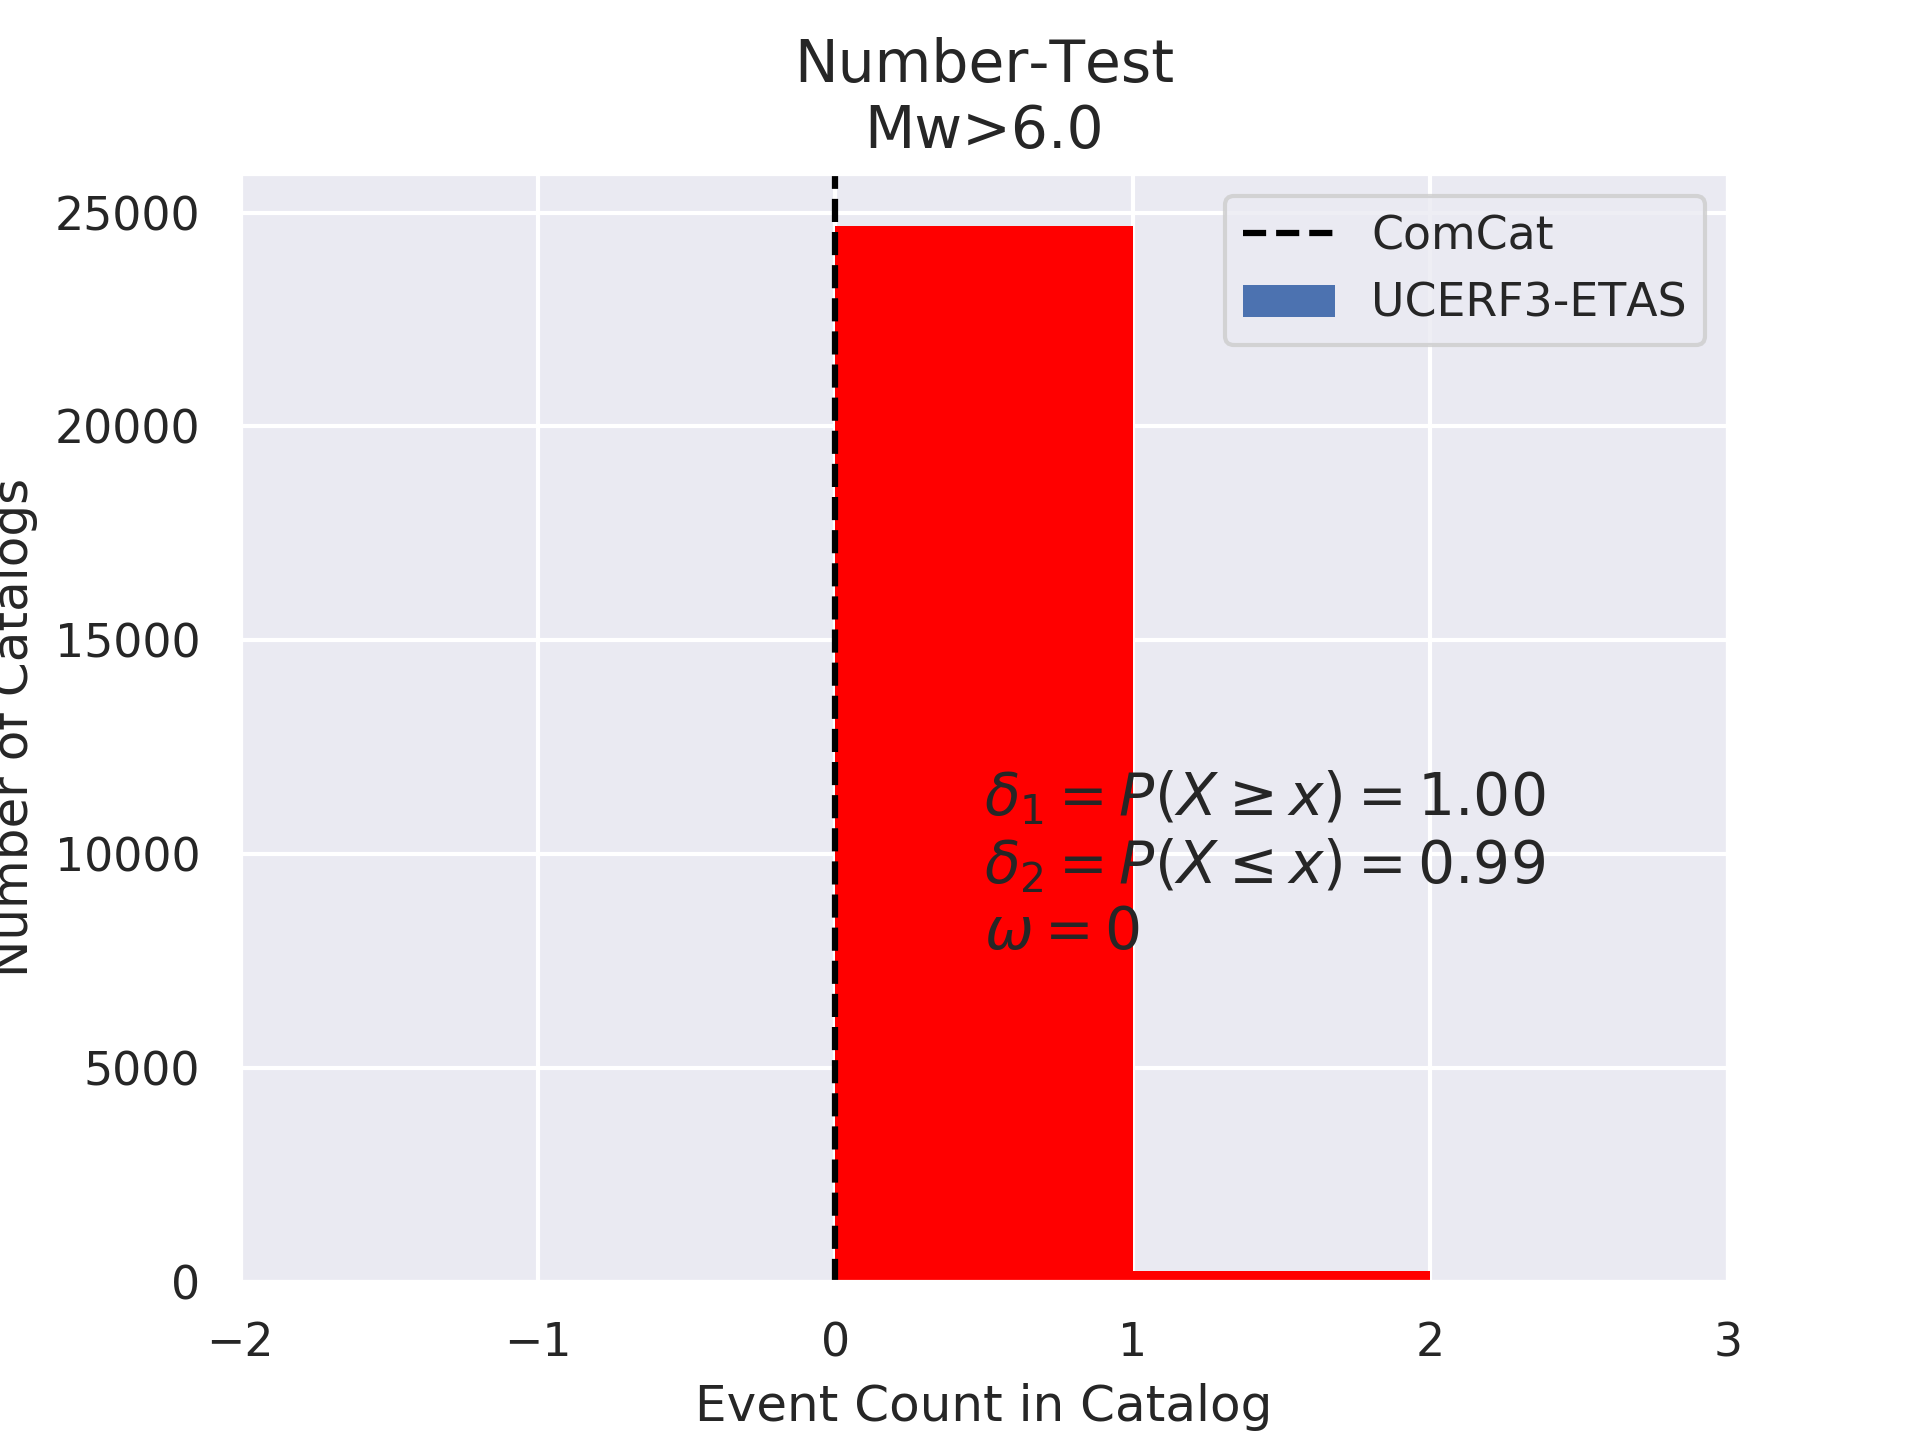 Number-Test
Mw>6.0
25000
20000
15000
10000
5000
0
Number of Catalogs
ComCat
UCERF3-ETAS
δ₁ = P(X ≥ x) = 1.00
δ₂ = P(X ≤ x) = 0.99
ω = 0
−2 −1 0 1 2 3
Event Count in Catalog